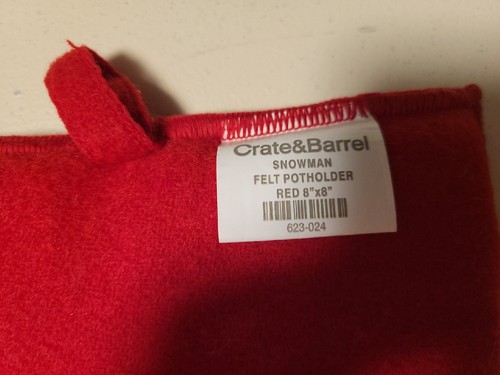 Crate&Barrel
SNOWMAN
FELT POTHOLDER
RED 8"x8"
623-024